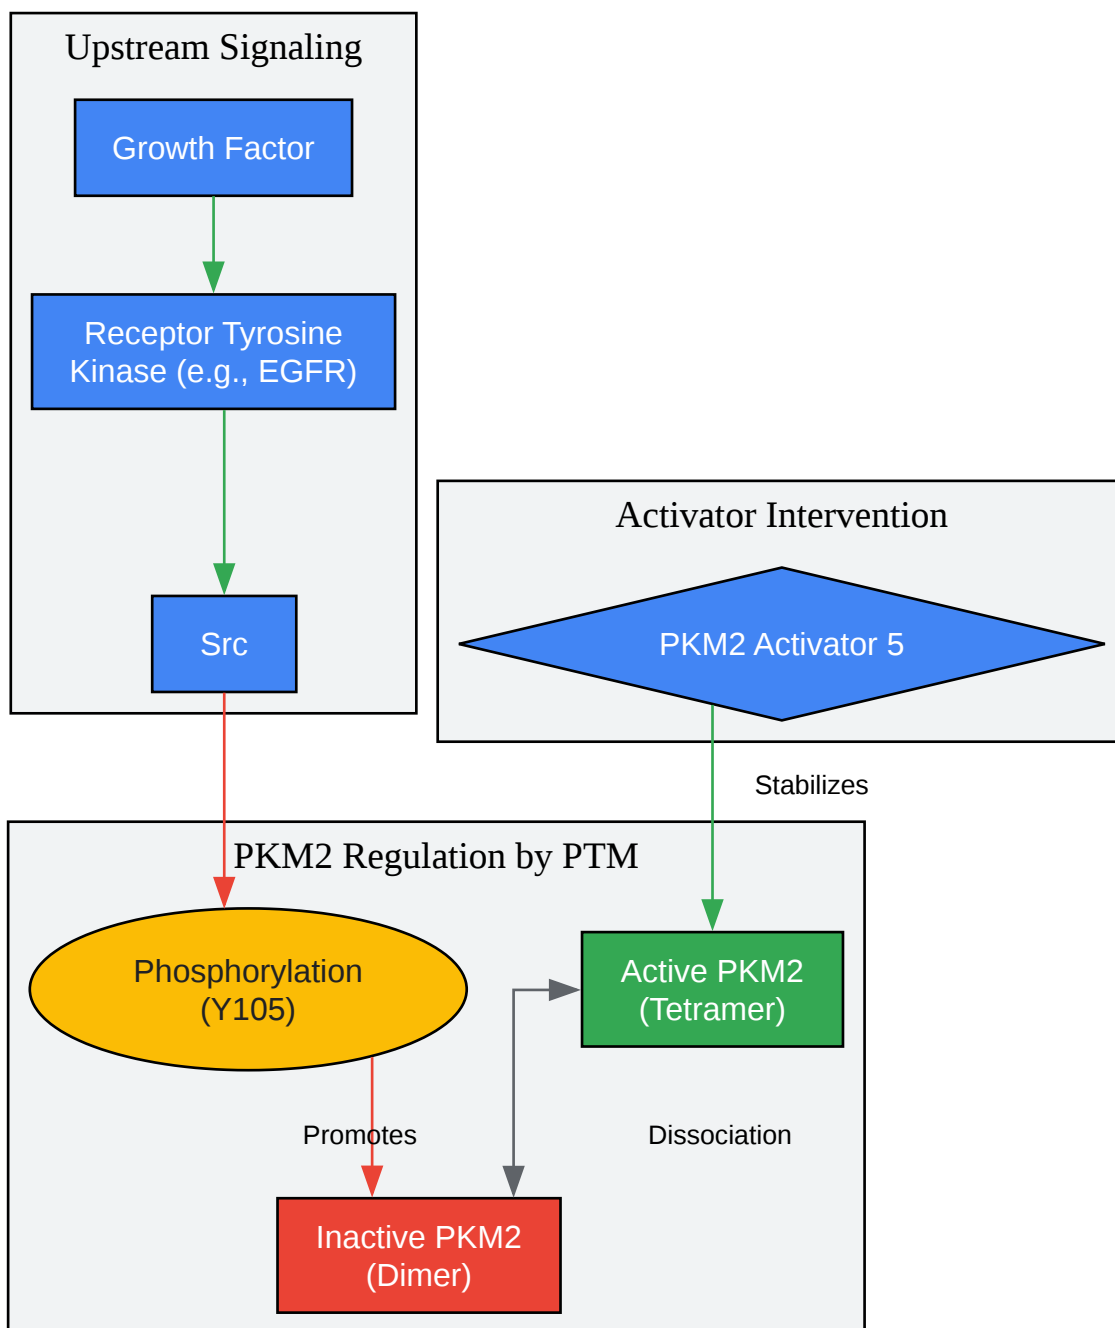 Upstream Signaling
Growth Factor
Receptor Tyrosine
Kinase (e.g., EGFR)
Src
Activator Intervention
PKM2 Activator 5
Stabilizes
PKM2 Regulation by PTM
Phosphorylation
(Y105)
Active PKM2
(Tetramer)
Promotes
Dissociation
Inactive PKM2
(Dimer)